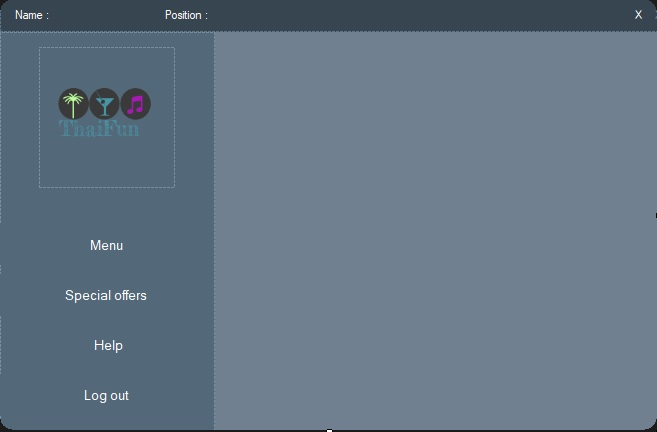 Name :
Position :
X
ThaiFun
Menu
Special offers
Help
Log out